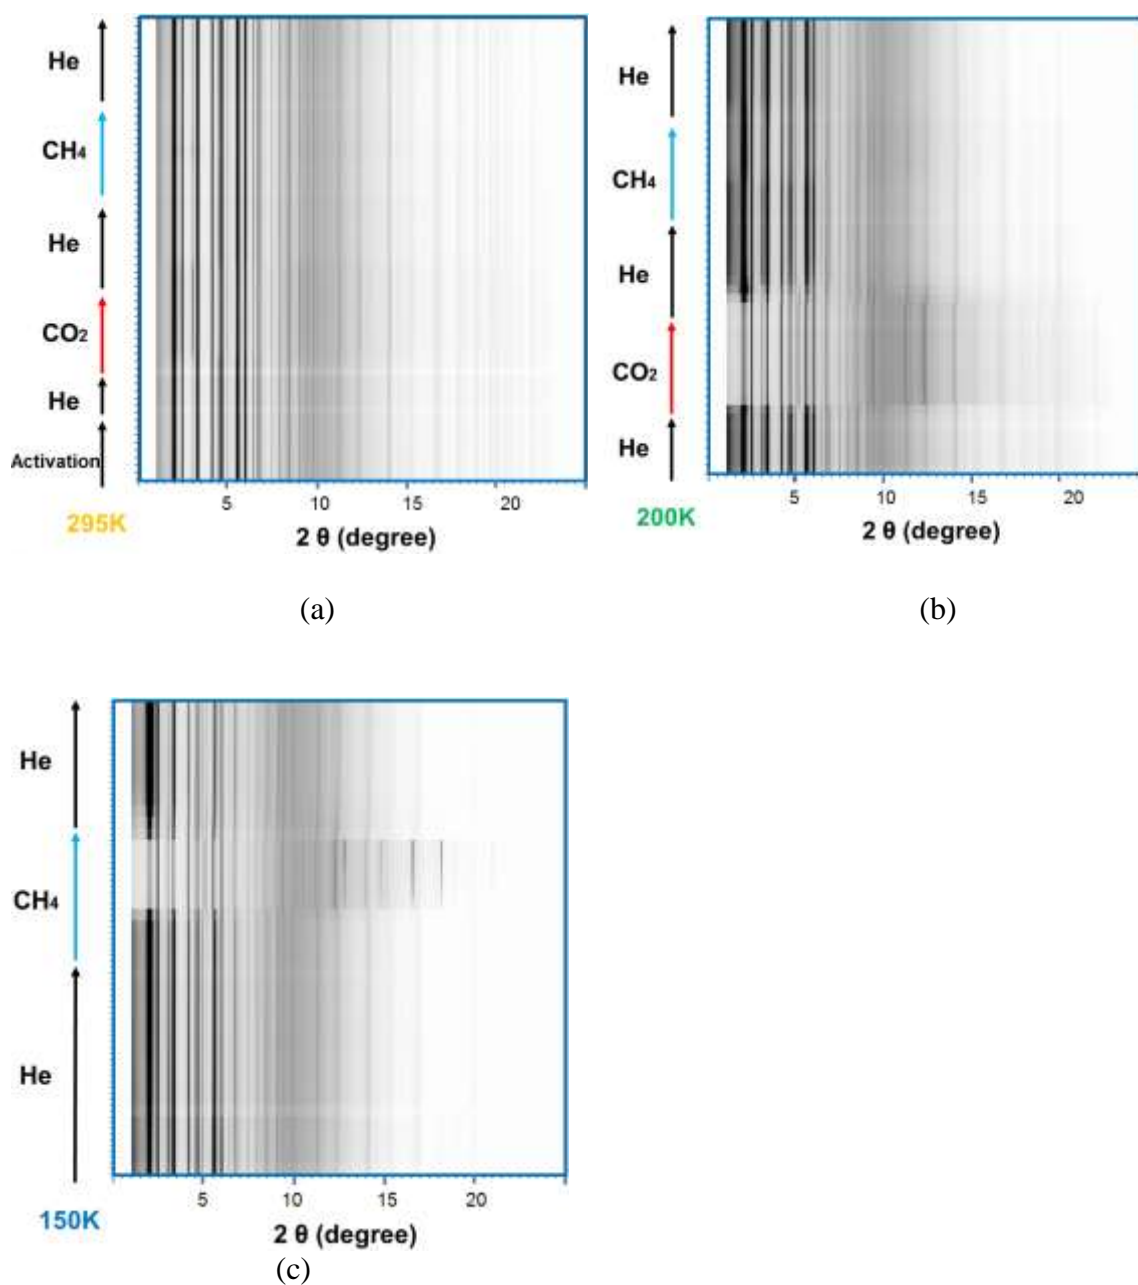 He
CH₄
He
CO₂
He
Activation
5 10 15 20
295K
2 θ (degree)
(a)
He
CH₄
He
CO₂
He
5 10 15 20
200K
2 θ (degree)
(b)
He
CH₄
He
5 10 15 20
150K
2 θ (degree)
(c)